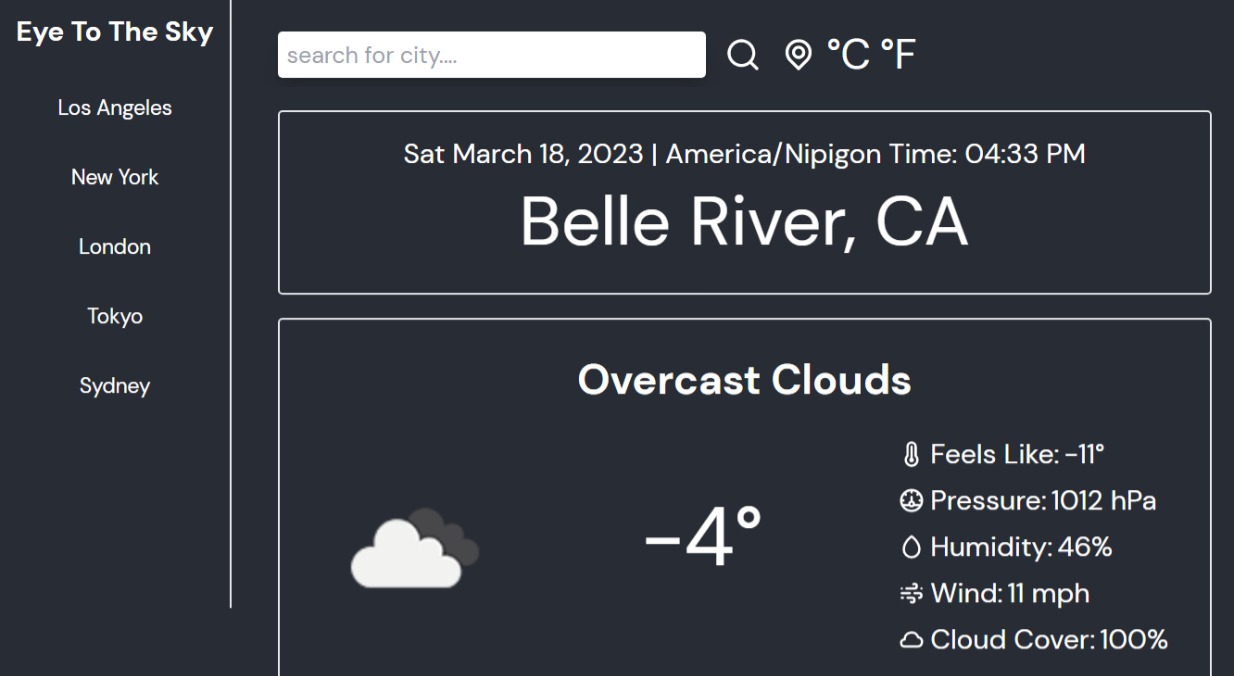 Eye To The Sky
Los Angeles
New York
London
Tokyo
Sydney
search for city....
°C °F
Sat March 18, 2023 | America/Nipigon Time: 04:33 PM
Belle River, CA
Overcast Clouds
-4°
Feels Like: -11°
Pressure: 1012 hPa
Humidity: 46%
Wind: 11 mph
Cloud Cover: 100%